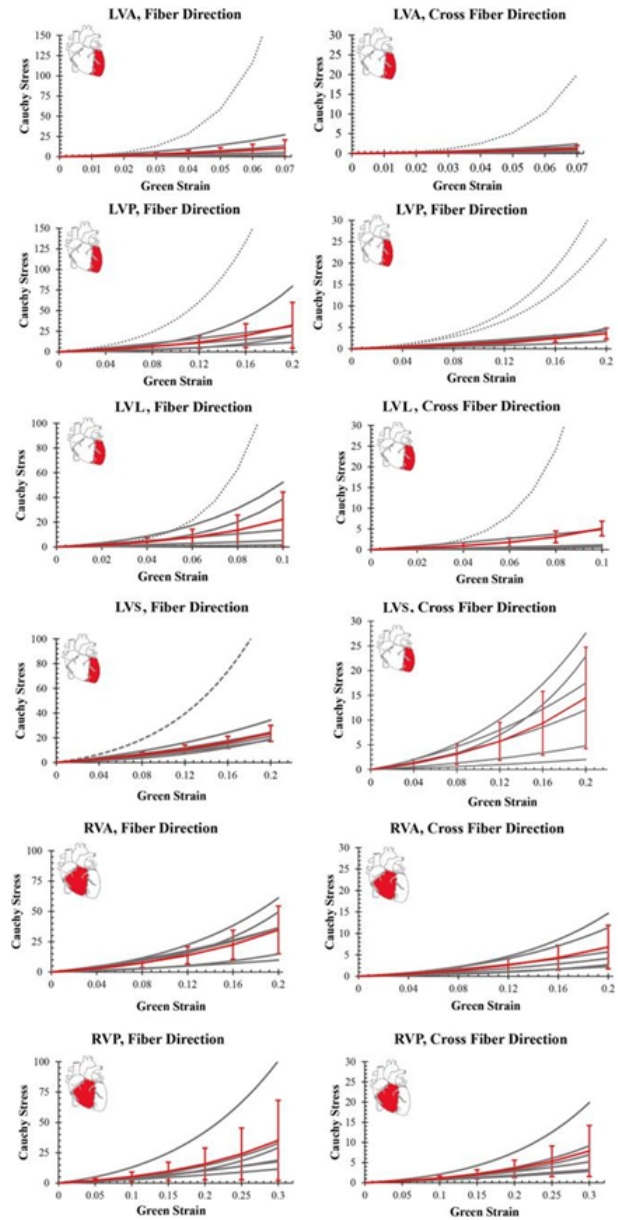 LVA, Fiber Direction
Cauchy Stress
150
125
100
75
50
25
0
0 0.01 0.02 0.03 0.04 0.05 0.06 0.07
Green Strain
LVA, Cross Fiber Direction
Cauchy Stress
30
25
20
15
10
5
0
0 0.01 0.02 0.03 0.04 0.05 0.06 0.07
Green Strain
LVP, Fiber Direction
Cauchy Stress
150
125
100
75
50
25
0
0 0.04 0.08 0.12 0.16 0.2
Green Strain
LVP, Fiber Direction
Cauchy Stress
30
25
20
15
10
5
0
0 0.04 0.08 0.12 0.16 0.2
Green Strain
LVL, Fiber Direction
Cauchy Strss
100
80
60
40
20
0
0 0.02 0.04 0.06 0.08 0.1
Green Strain
LVL, Cross Fiber Direction
Cauchy Stress
30
25
20
15
10
5
0
0 0.02 0.04 0.06 0.08 0.1
Green Strain
LVS, Fiber Direction
Cauchy Stress
100
80
60
40
20
0
0 0.04 0.08 0.12 0.16 0.2
Green Strain
LVS, Cross Fiber Direction
Cauchy Stress
30
25
20
15
10
5
0
0 0.04 0.08 0.12 0.16 0.2
Green Strain
RVA, Fiber Direction
Cauchy Stress
100
75
50
25
0
0 0.04 0.08 0.12 0.16 0.2
Green Strain
RVA, Cross Fiber Direction
Cauchy Stress
30
25
20
15
10
5
0
0 0.04 0.08 0.12 0.16 0.2
Green Strain
RVP, Fiber Direction
Cauchy Stress
100
75
50
25
0
0 0.05 0.1 0.15 0.2 0.25 0.3
Green Strain
RVP, Cross Fiber Direction
Cauchy Stress
30
25
20
15
10
5
0
0 0.05 0.1 0.15 0.2 0.25 0.3
Green Strain